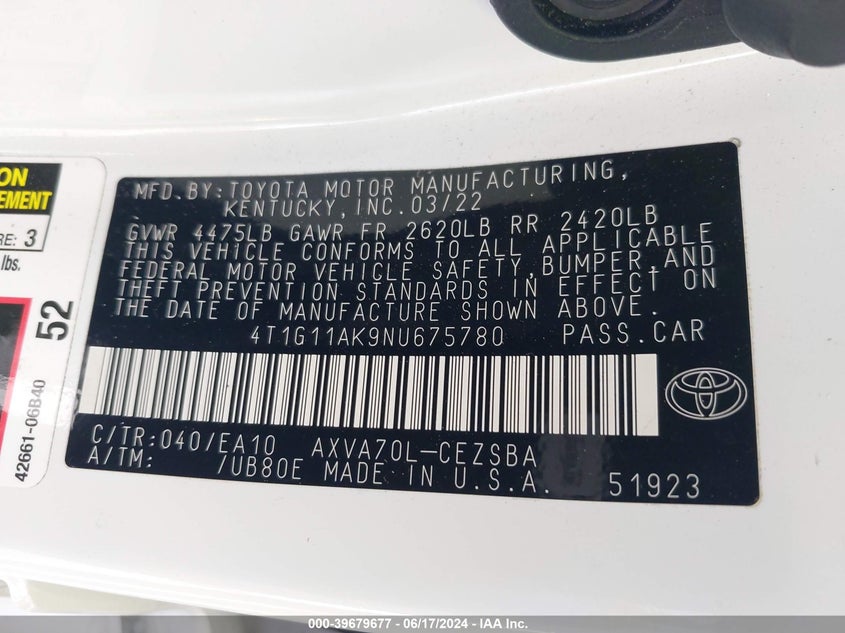 ON
EMENT
RE: 3
lbs.
52
42661-06B40
MFD.BY:TOYOTA MOTOR MANUFACTURING,
KENTUCKY,INC.03/22
GVWR 4475LB GAWR FR 2620LB RR 2420LB
THIS VEHICLE CONFORMS TO ALL APPLICABLE
FEDERAL MOTOR VEHICLE SAFETY,BUMPER,AND
THEFT PREVENTION STANDARDS IN EFFECT ON
THE DATE OF MANUFACTURE SHOWN ABOVE.
4T1G11AK9NU675780 PASS.CAR
C/TR:040/EA10 AXVA70L-CEZSBA
A/TM: /UB80E MADE IN U.S.A. 51923
000-39679677 - 06/17/2024 - IAA Inc.